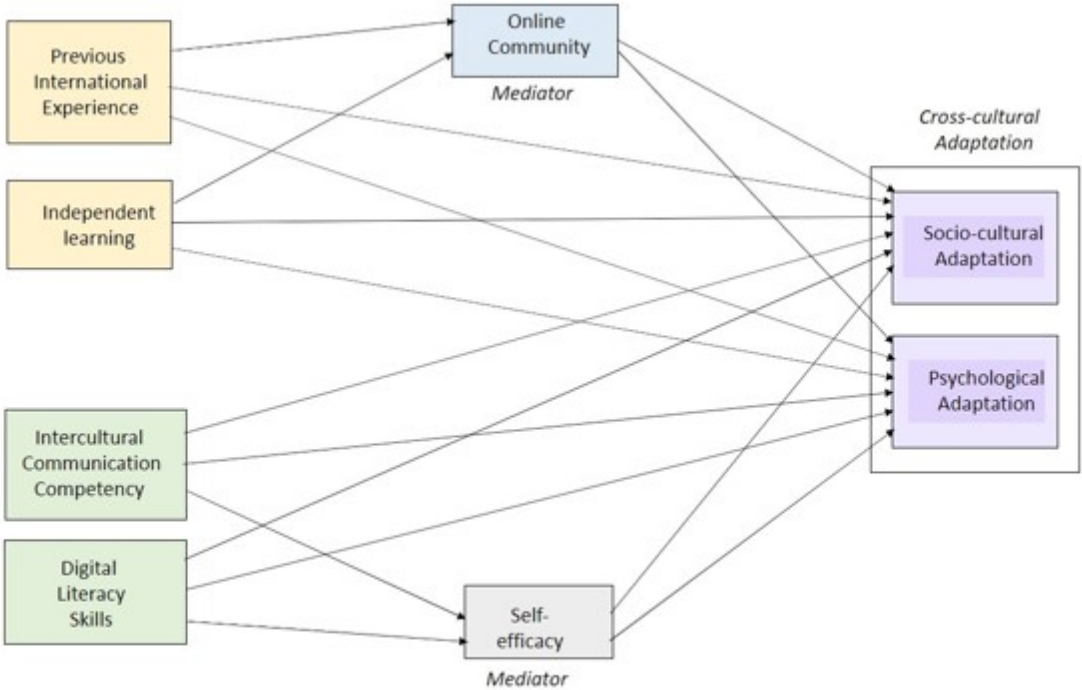 Previous
International
Experience
Independent
learning
Intercultural
Communication
Competency
Digital
Literacy
Skills
Online
Community
Mediator
Self-
efficacy
Mediator
Cross-cultural
Adaptation
Socio-cultural
Adaptation
Psychological
Adaptation